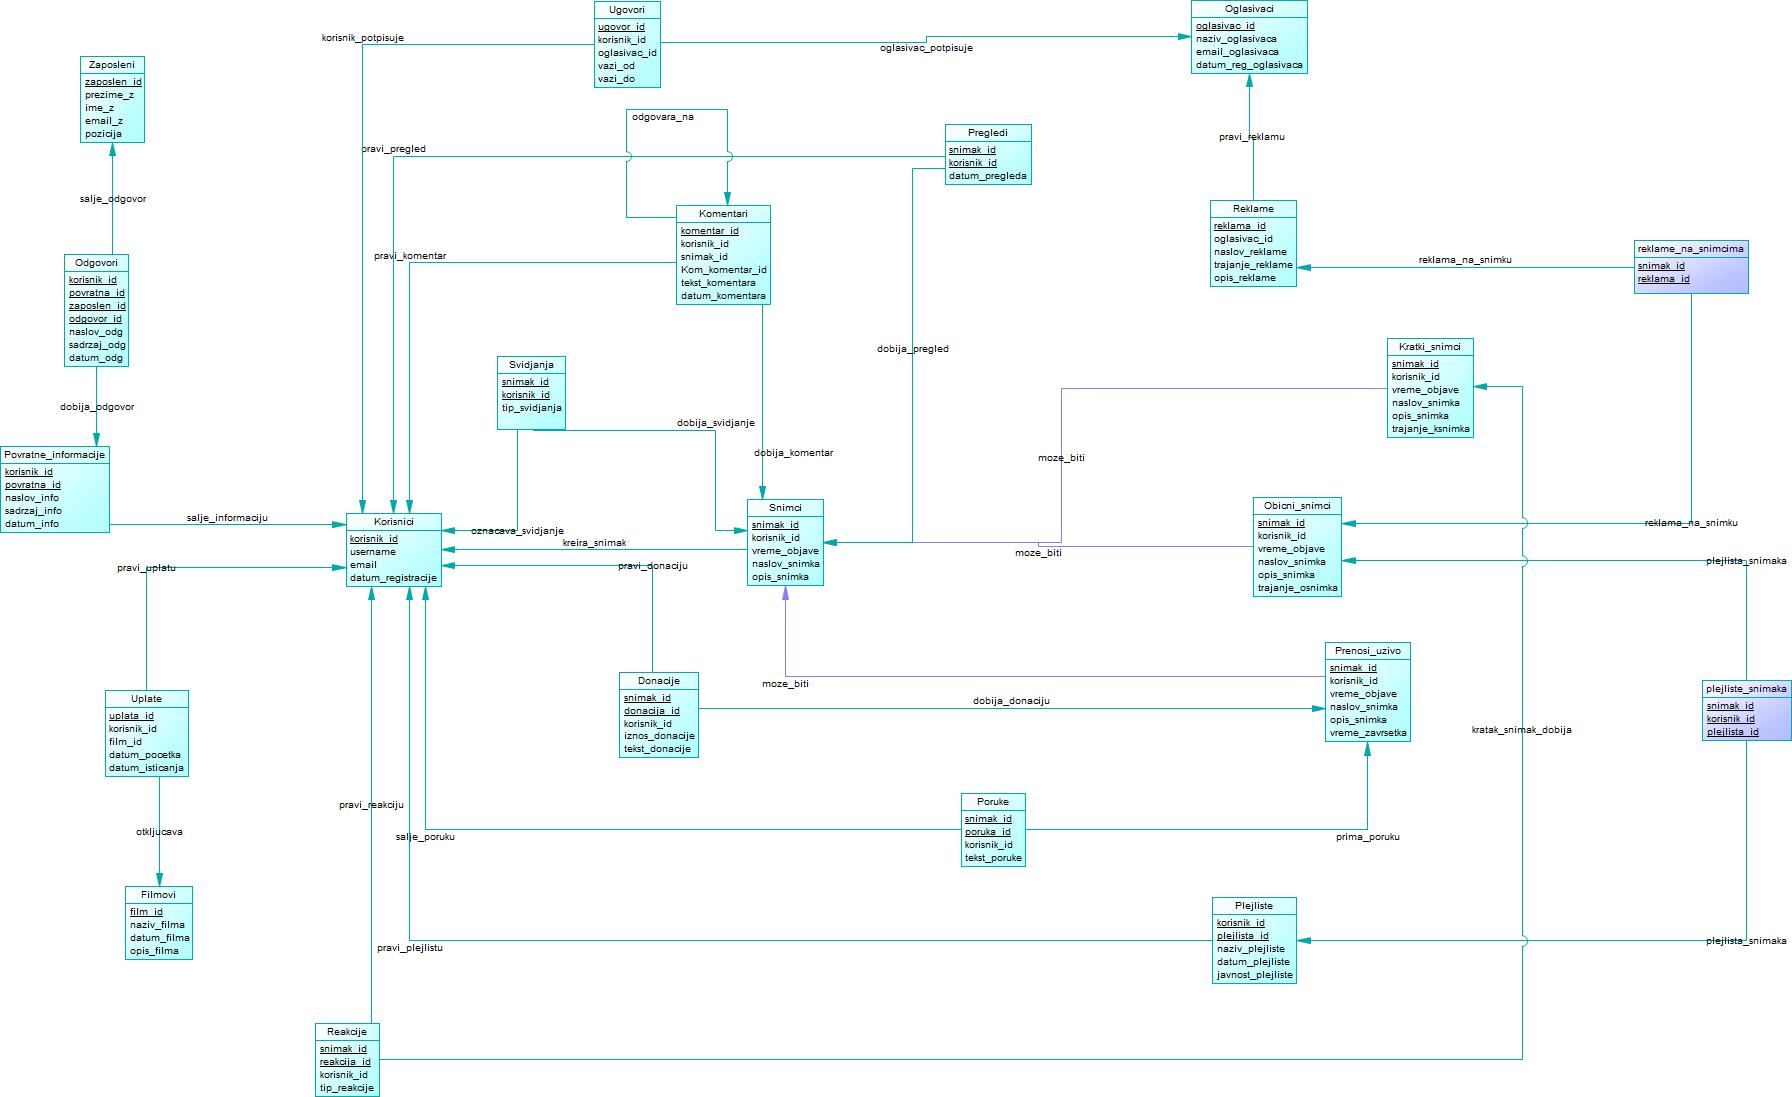 Ugovori
ugovor_id
korisnik_id
oglasivac_id
vazi_od
vazi_do
korisnik_potpisuje
oglasivac_potpisuje
Oglasivaci
oglasivac_id
naziv_oglasivaca
email_oglasivaca
datum_reg_oglasivaca
Zaposleni
zaposlen_id
prezime_z
ime_z
email_z
pozicija
odgovara_na
pravi_pregled
Pregledi
snimak_id
korisnik_id
datum_pregleda
pravi_reklamu
salje_odgovor
Komentari
komentar_id
korisnik_id
snimak_id
Kom_komentar_id
tekst_komentara
datum_komentara
pravi_komentar
Reklame
reklama_id
oglasivac_id
naslov_reklame
trajanje_reklame
opis_reklame
reklama_na_snimku
reklame_na_snimcima
snimak_id
reklama_id
Odgovori
korisnik_id
povratna_id
zaposlen_id
odgovor_id
naslov_odg
sadrzaj_odg
datum_odg
dobija_odgovor
dobija_pregled
Svidjanja
snimak_id
korisnik_id
tip_svidjanja
dobija_svidjanje
dobija_komentar
Kratki_snimci
snimak_id
korisnik_id
vreme_objave
naslov_snimka
opis_snimka
trajanje_ksnimka
moze_biti
Povratne_informacije
korisnik_id
povratna_id
naslov_info
sadrzaj_info
datum_info
salje_informaciju
Korisnici
korisnik_id
username
email
datum_registracije
oznacava_svidjanje
kreira_snimak
pravi_donaciju
Snimci
snimak_id
korisnik_id
vreme_objave
naslov_snimka
opis_snimka
moze_biti
Obicni_snimci
snimak_id
korisnik_id
vreme_objave
naslov_snimka
opis_snimka
trajanje_osnimka
reklama_na_snimku
plejlista_snimaka
pravi_uplatu
Donacije
snimak_id
donacija_id
korisnik_id
iznos_donacije
tekst_donacije
moze_biti
dobija_donaciju
Prenosi_uzivo
snimak_id
korisnik_id
vreme_objave
naslov_snimka
opis_snimka
vreme_zavrsetka
kratak_snimak_dobija
plejliste_snimaka
snimak_id
korisnik_id
plejlista_id
Uplate
uplata_id
korisnik_id
film_id
datum_pocetka
datum_isticanja
otkljucava
pravi_reakciju
salje_poruku
Poruke
snimak_id
poruka_id
korisnik_id
tekst_poruke
prima_poruku
Filmovi
film_id
naziv_filma
datum_filma
opis_filma
pravi_plejlistu
Plejliste
korisnik_id
plejlista_id
naziv_plejliste
datum_plejliste
javnost_plejliste
plejlista_snimaka
Reakcije
snimak_id
reakcija_id
korisnik_id
tip_reakcije